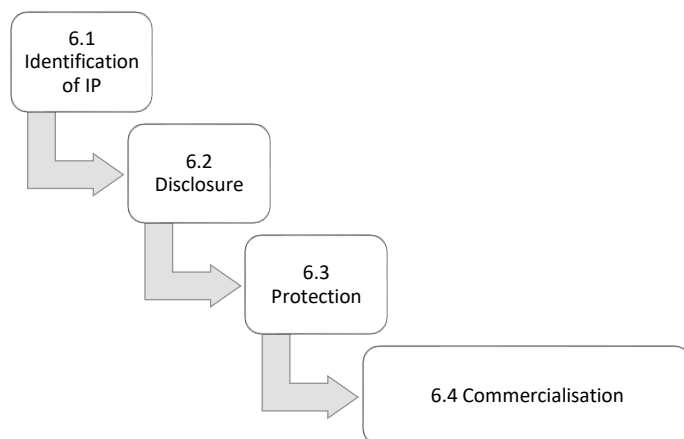 6.1
Identification
of IP
6.2
Disclosure
6.3
Protection
6.4 Commercialisation